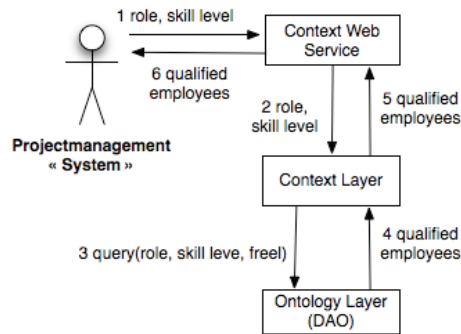 1 role, skill level
Context Web
Service
6 qualified
employees
2 role,
skill level
5 qualified
employees
Projectmanagement
« System »
Context Layer
3 query(role, skill leve, freel)
4 qualified
employees
Ontology Layer
(DAO)